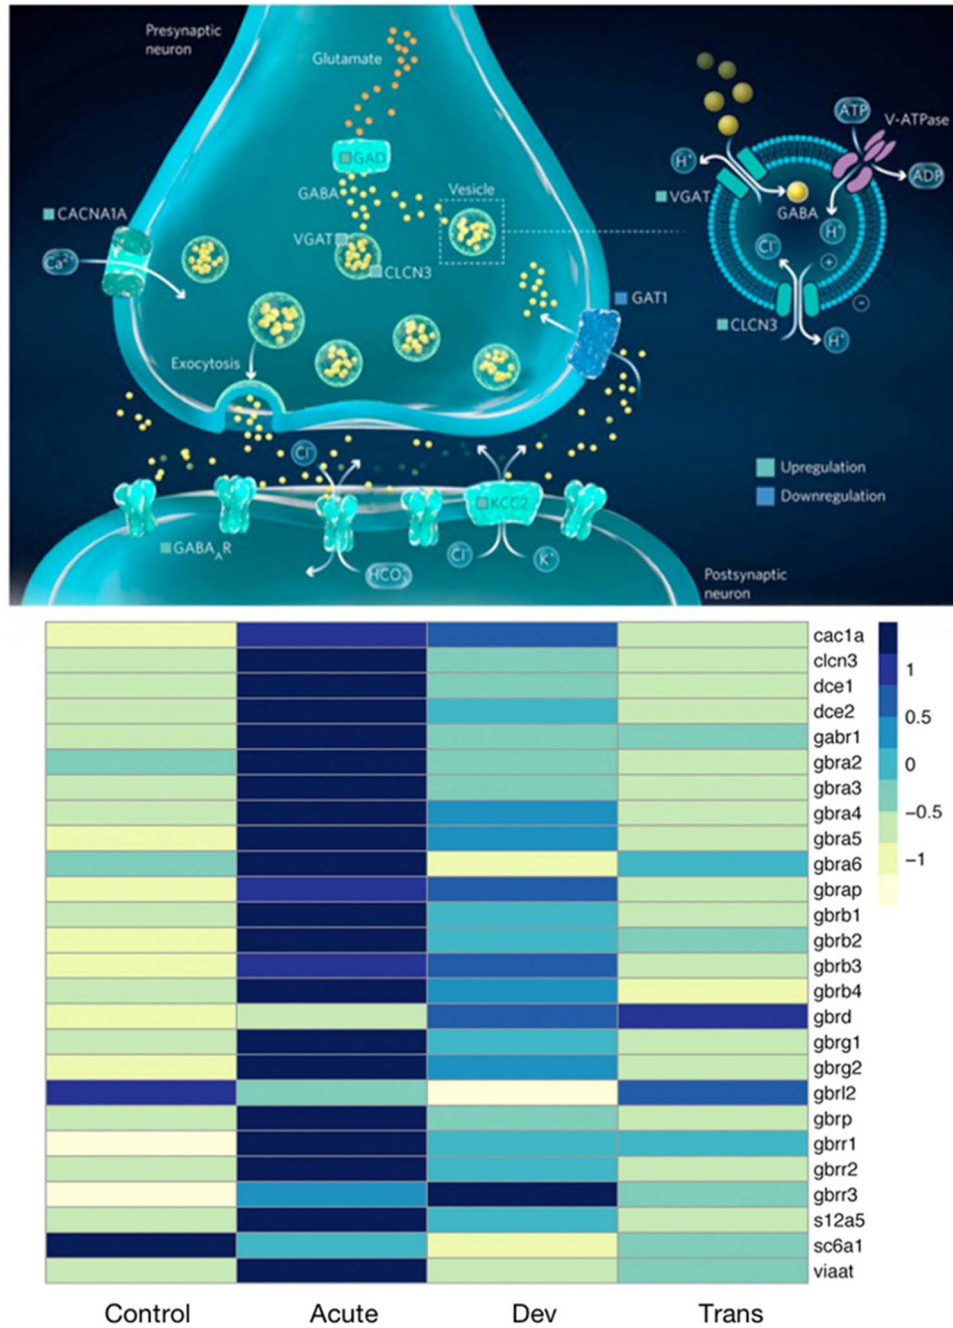 Presynaptic
neuron
Glutamate
GAD
GABA
Vesicle
CACNA1A
VGAT
CLCN3
Ca²⁺
GAT1
Exocytosis
Cl⁻
KCC2
GABA_AR
Cl⁻
K⁺
HCO₃⁻
Postsynaptic
neuron
ATP
V-ATPase
H⁺
ADP
VGAT
GABA
H⁺
Cl⁻
+
−
CLCN3
H⁺
Upregulation
Downregulation
cac1a
clcn3
dce1
dce2
gabr1
gbra2
gbra3
gbra4
gbra5
gbra6
gbrap
gbrb1
gbrb2
gbrb3
gbrb4
gbrd
gbrg1
gbrg2
gbrl2
gbrp
gbrr1
gbrr2
gbrr3
s12a5
sc6a1
viaat
1
0.5
0
−0.5
−1
Control Acute Dev Trans